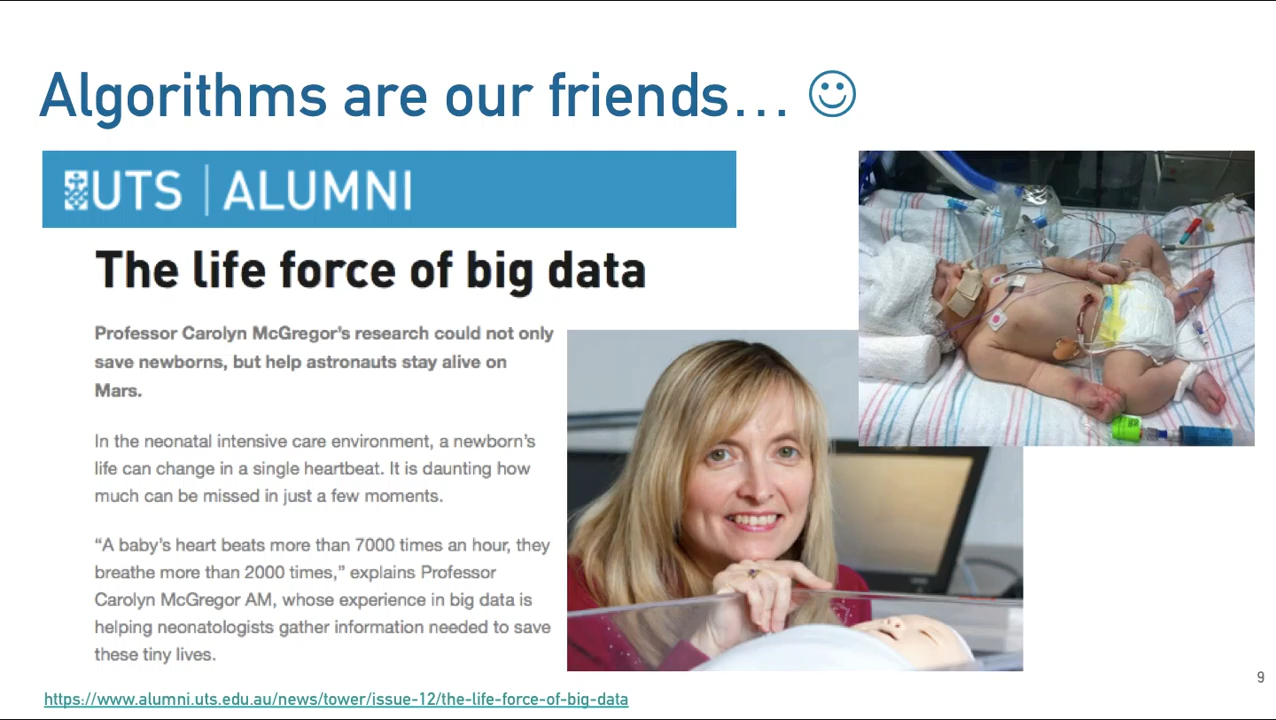 Algorithms are our friends… ☺
UTS | ALUMNI
The life force of big data
Professor Carolyn McGregor’s research could not only
save newborns, but help astronauts stay alive on
Mars.
In the neonatal intensive care environment, a newborn’s
life can change in a single heartbeat. It is daunting how
much can be missed in just a few moments.
“A baby’s heart beats more than 7000 times an hour, they
breathe more than 2000 times,” explains Professor
Carolyn McGregor AM, whose experience in big data is
helping neonatologists gather information needed to save
these tiny lives.
https://www.alumni.uts.edu.au/news/tower/issue-12/the-life-force-of-big-data
9